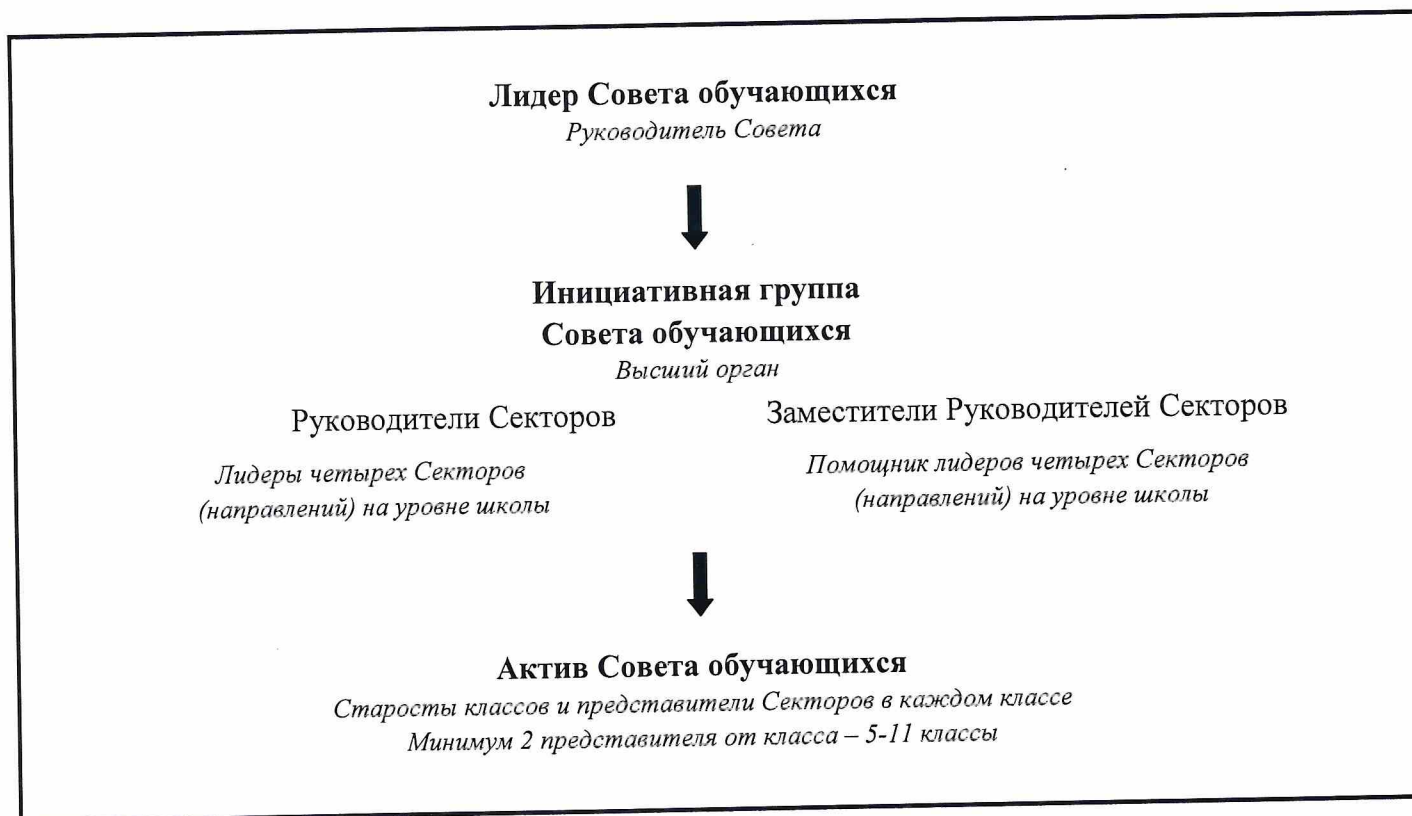 Лидер Совета обучающихся
Руководитель Совета
Инициативная группа
Совета обучающихся
Высший орган
Руководители Секторов
Заместители Руководителей Секторов
Лидеры четырех Секторов
(направлений) на уровне школы
Помощник лидеров четырех Секторов
(направлений) на уровне школы
Актив Совета обучающихся
Старосты классов и представители Секторов в каждом классе
Минимум 2 представителя от класса – 5-11 классы